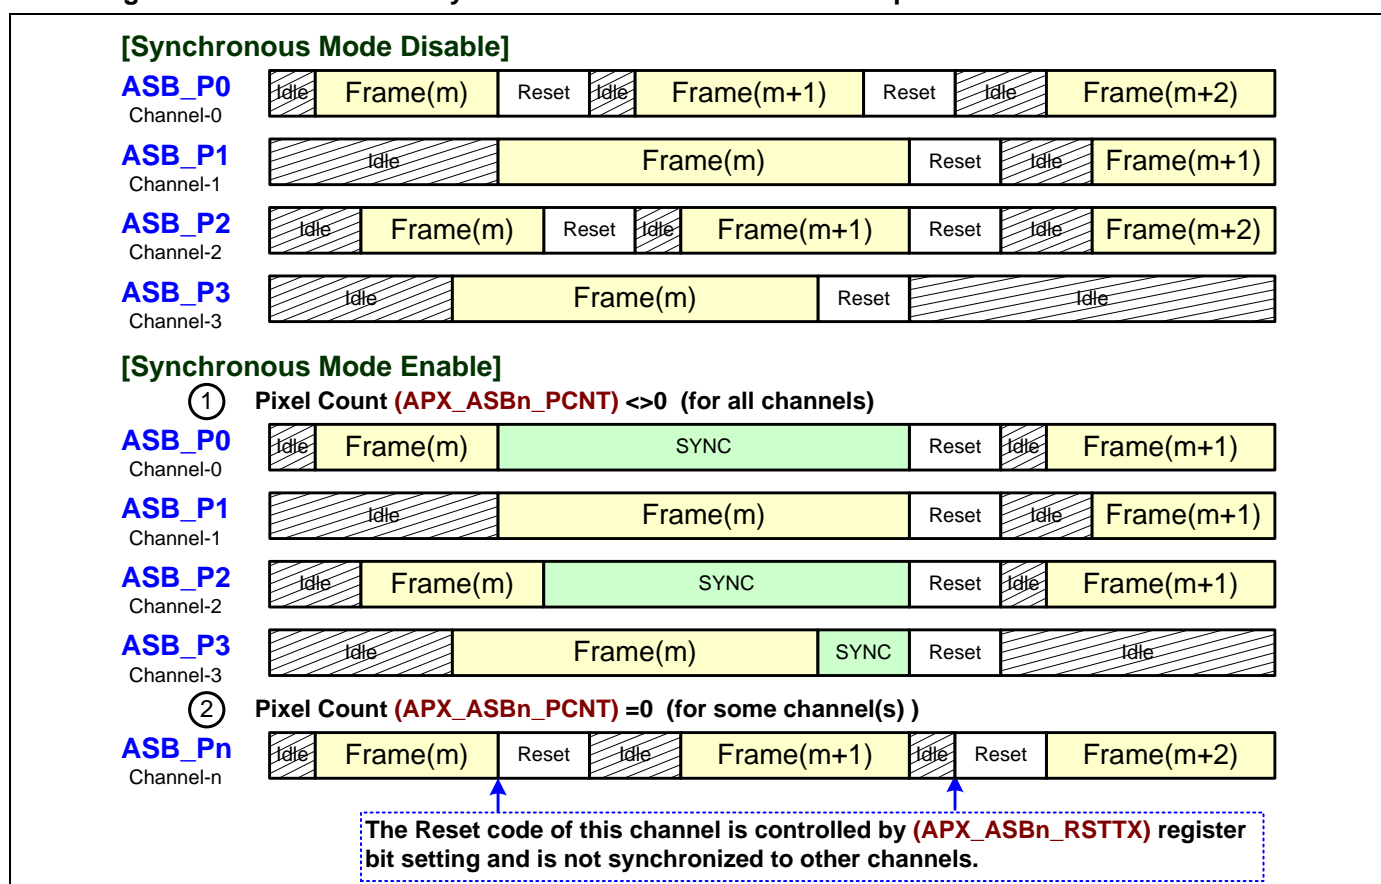 [Synchronous Mode Disable]
ASB_P0 Idle Frame(m) Reset Idle Frame(m+1) Reset Idle Frame(m+2)
Channel-0
ASB_P1 Idle Frame(m) Reset Idle Frame(m+1)
Channel-1
ASB_P2 Idle Frame(m) Reset Idle Frame(m+1) Reset Idle Frame(m+2)
Channel-2
ASB_P3 Idle Frame(m) Reset Idle
Channel-3
[Synchronous Mode Enable]
1 Pixel Count (APX_ASBn_PCNT) <>0 (for all channels)
ASB_P0 Idle Frame(m) SYNC Reset Idle Frame(m+1)
Channel-0
ASB_P1 Idle Frame(m) Reset Idle Frame(m+1)
Channel-1
ASB_P2 Idle Frame(m) SYNC Reset Idle Frame(m+1)
Channel-2
ASB_P3 Idle Frame(m) SYNC Reset Idle
Channel-3
2 Pixel Count (APX_ASBn_PCNT) =0 (for some channel(s) )
ASB_Pn Idle Frame(m) Reset Idle Frame(m+1) Idle Reset Frame(m+2)
Channel-n
The Reset code of this channel is controlled by (APX_ASBn_RSTTX) register
bit setting and is not synchronized to other channels.